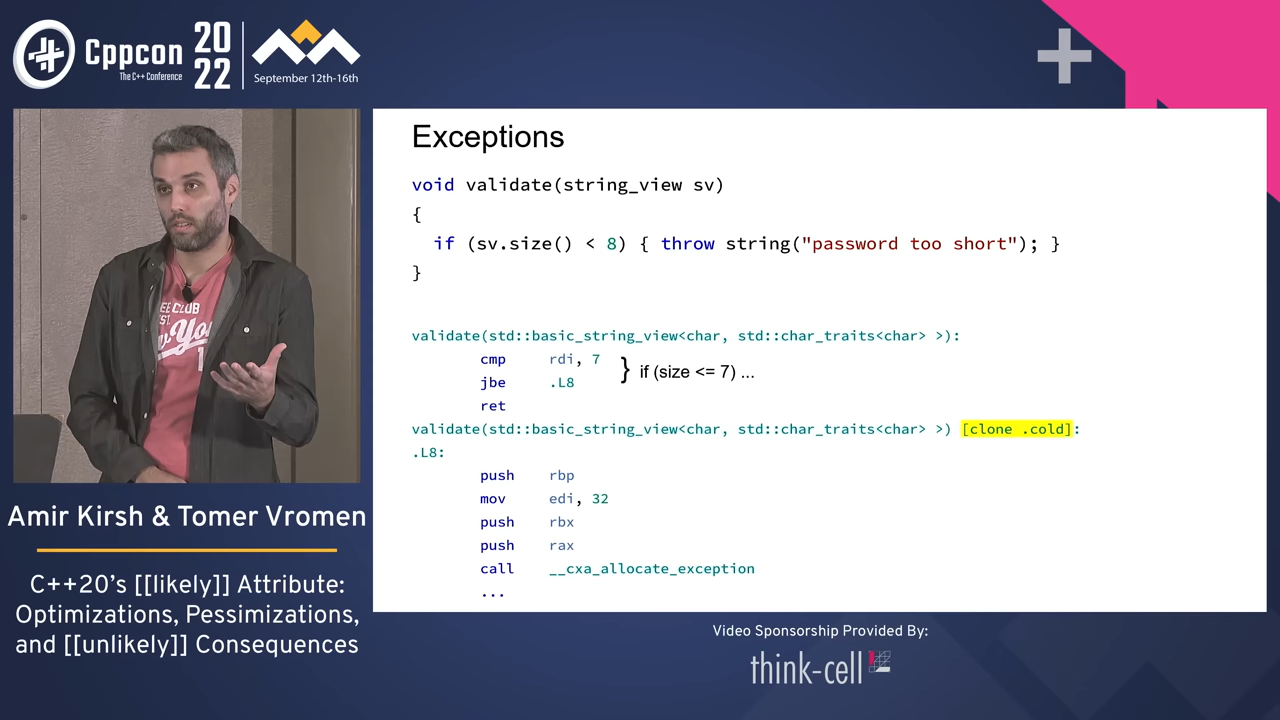 Cppcon
The C++ Conference
20
22
September 12th-16th
Exceptions
void validate(string_view sv)
{
if (sv.size() < 8) { throw string("password too short"); }
}
validate(std::basic_string_view<char, std::char_traits<char> >):
cmp rdi, 7
jbe .L8
} if (size <= 7) ...
ret
validate(std::basic_string_view<char, std::char_traits<char> >) [clone .cold]:
.L8:
push rbp
mov edi, 32
push rbx
push rax
call __cxa_allocate_exception
...
Amir Kirsh & Tomer Vromen
C++20's [[likely]] Attribute:
Optimizations, Pessimizations,
and [[unlikely]] Consequences
Video Sponsorship Provided By:
think-cell